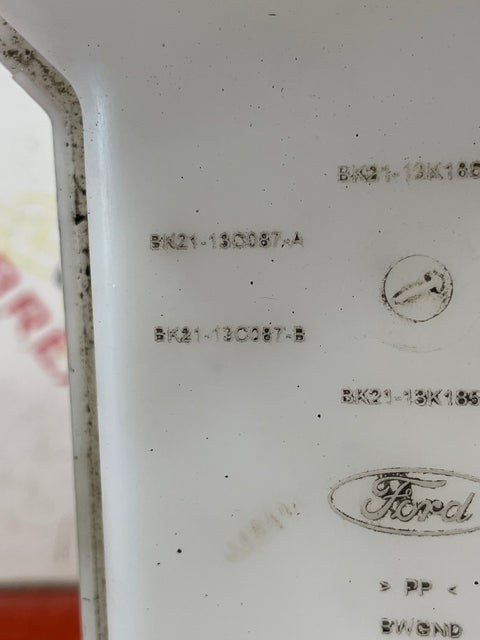 BK21-13K185
BK21-13C087-A
BK21-13C087-B
BK21-13K185
Ford
> PP <
BWGND